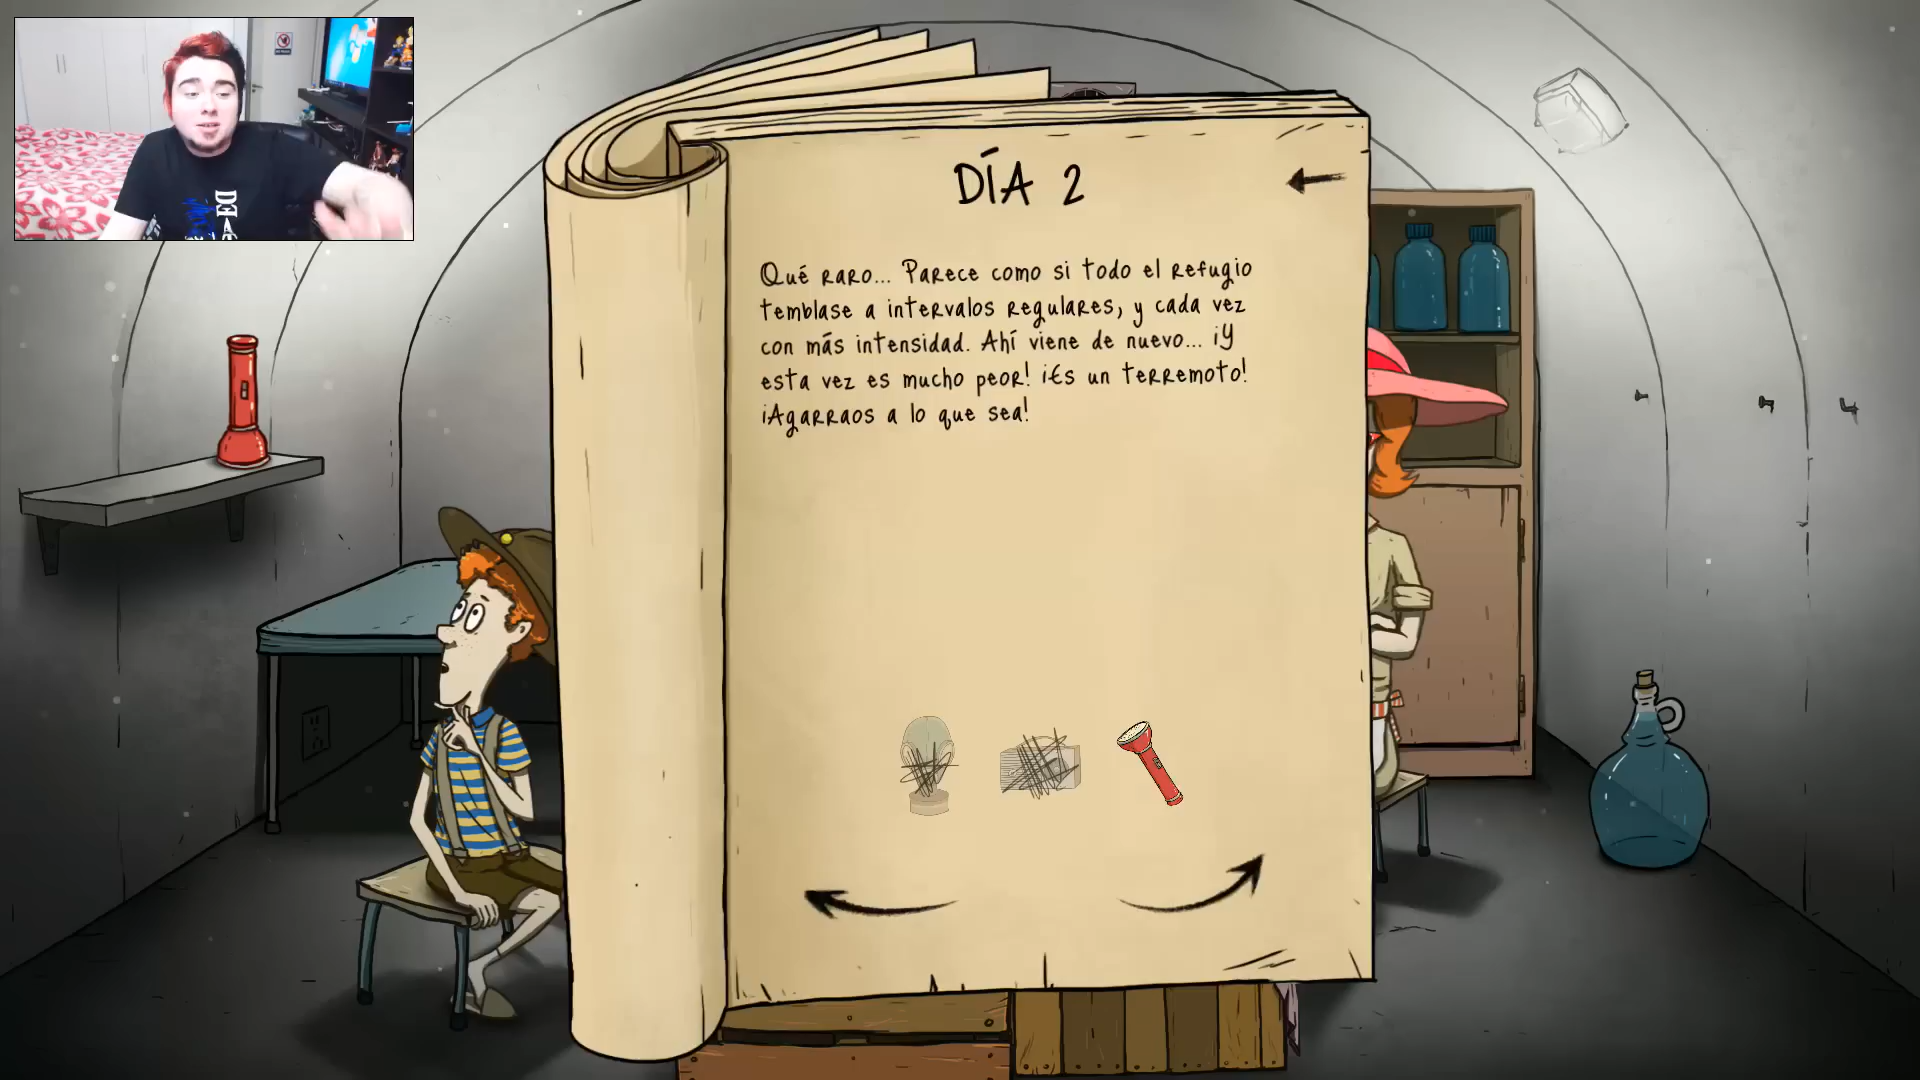 DÍA 2
Qué raro... Parece como si todo el refugio
temblase a intervalos regulares, y cada vez
con más intensidad. Ahí viene de nuevo... ¡Y
esta vez es mucho peor! ¡Es un terremoto!
¡Agarraos a lo que sea!